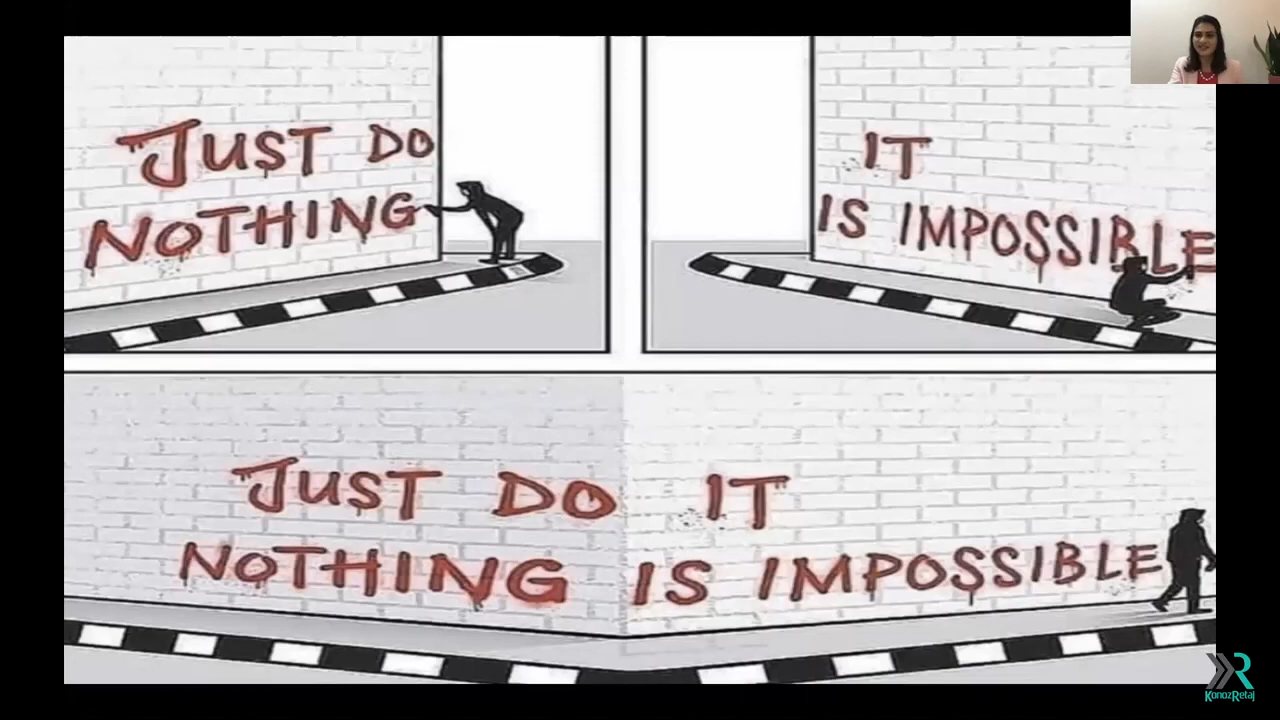 JUST DO
NOTHING
IT
IS IMPOSSIBLE
JUST DO IT
NOTHING IS IMPOSSIBLE
KonozRetaj